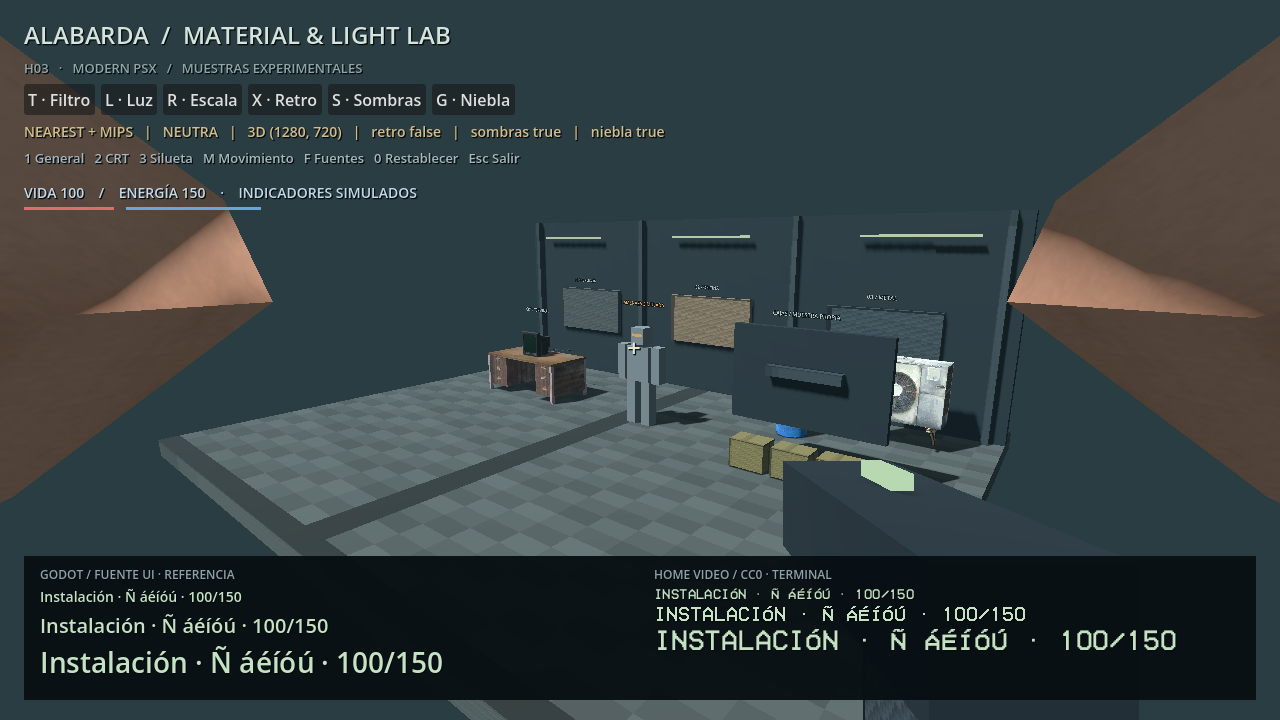 ALABARDA / MATERIAL & LIGHT LAB
H03 · MODERN PSX / MUESTRAS EXPERIMENTALES
T · Filtro L · Luz R · Escala X · Retro S · Sombras G · Niebla
NEAREST + MIPS | NEUTRA | 3D (1280, 720) | retro false | sombras true | niebla true
1 General 2 CRT 3 Silueta M Movimiento F Fuentes 0 Restablecer Esc Salir
VIDA 100 / ENERGÍA 150 · INDICADORES SIMULADOS
GODOT / FUENTE UI · REFERENCIA
Instalación · Ñ áéíóú · 100/150
Instalación · Ñ áéíóú · 100/150
Instalación · Ñ áéíóú · 100/150
HOME VIDEO / CC0 · TERMINAL
INSTALACIóN · Ñ ÁÉÍÓÚ · 100/150
INSTALACIóN · Ñ ÁÉÍÓÚ · 100/150
INSTALACIóN · Ñ ÁÉÍÓÚ · 100/150